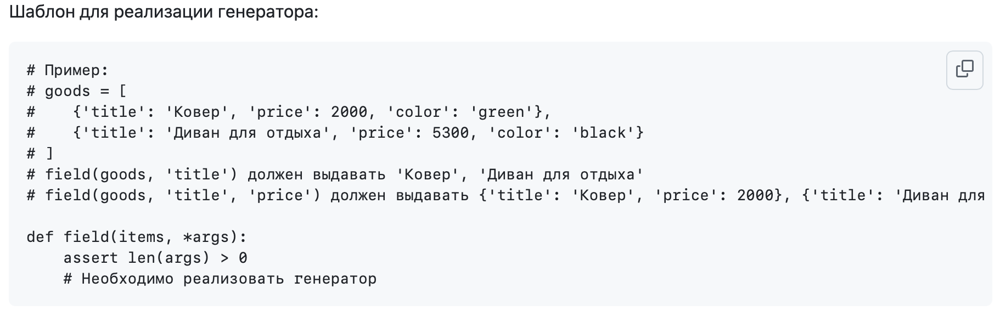 Шаблон для реализации генератора:
# Пример:
# goods = [
#    {'title': 'Ковер', 'price': 2000, 'color': 'green'},
#    {'title': 'Диван для отдыха', 'price': 5300, 'color': 'black'}
# ]
# field(goods, 'title') должен выдавать 'Ковер', 'Диван для отдыха'
# field(goods, 'title', 'price') должен выдавать {'title': 'Ковер', 'price': 2000}, {'title': 'Диван для
def field(items, *args):
    assert len(args) > 0
    # Необходимо реализовать генератор